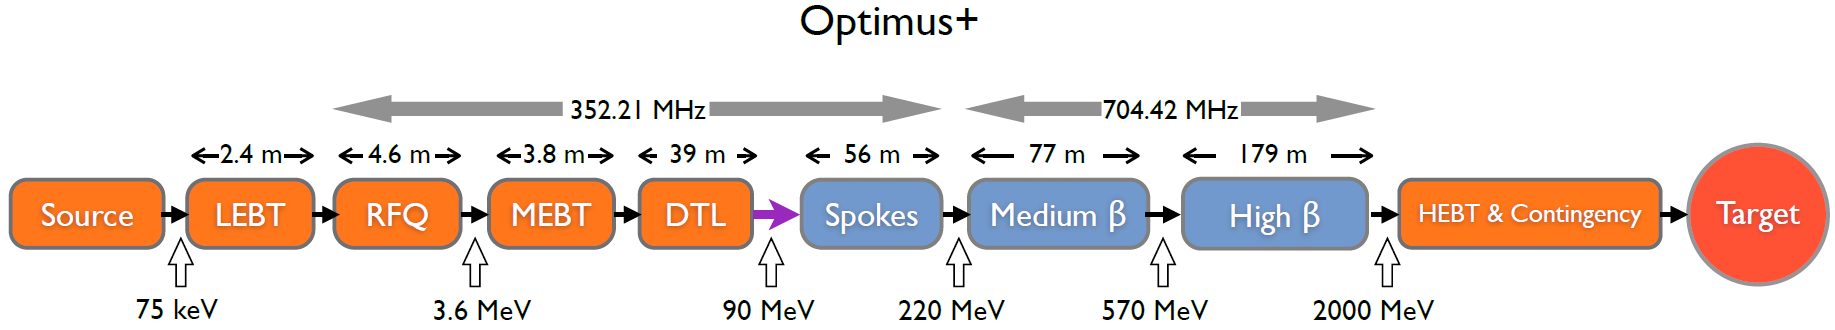 Optimus+
352.21 MHz
704.42 MHz
2.4 m
4.6 m
3.8 m
39 m
56 m
77 m
179 m
Source
LEBT
RFQ
MEBT
DTL
Spokes
Medium β
High β
HEBT & Contingency
Target
75 keV
3.6 MeV
90 MeV
220 MeV
570 MeV
2000 MeV